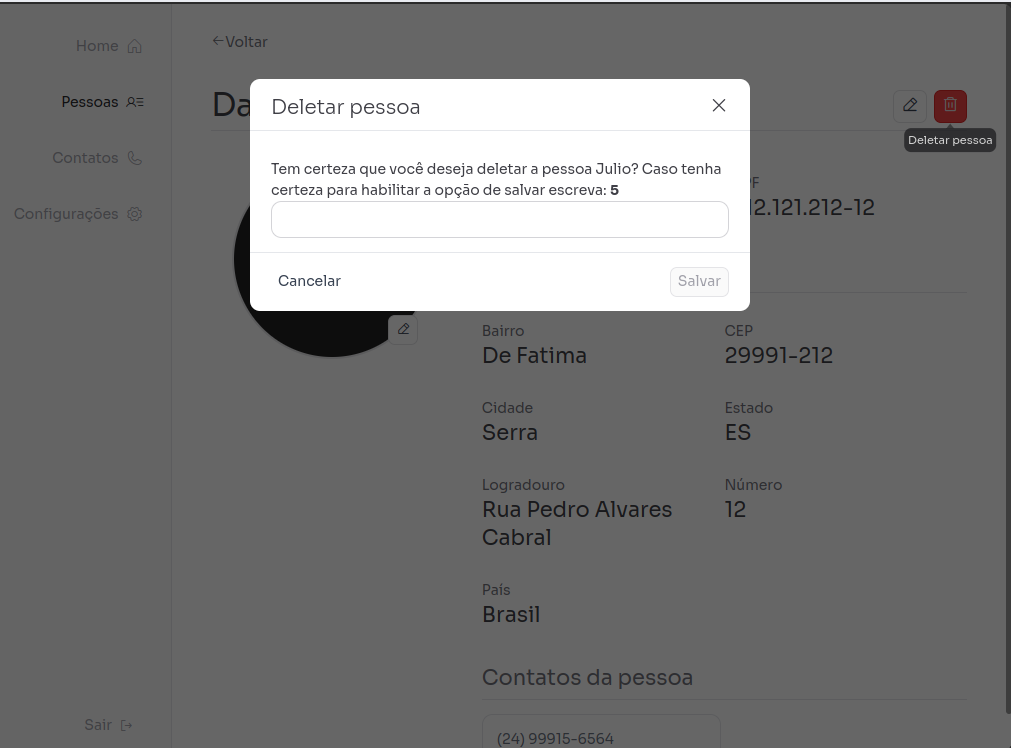 Home
Pessoas
Contatos
Configurações
Sair
←Voltar
Da
Deletar pessoa
Deletar pessoa
Tem certeza que você deseja deletar a pessoa Julio? Caso tenha
certeza para habilitar a opção de salvar escreva: 5
Cancelar
Salvar
12.121.212-12
Bairro
De Fatima
CEP
29991-212
Cidade
Serra
Estado
ES
Logradouro
Rua Pedro Alvares
Cabral
Número
12
País
Brasil
Contatos da pessoa
(24) 99915-6564